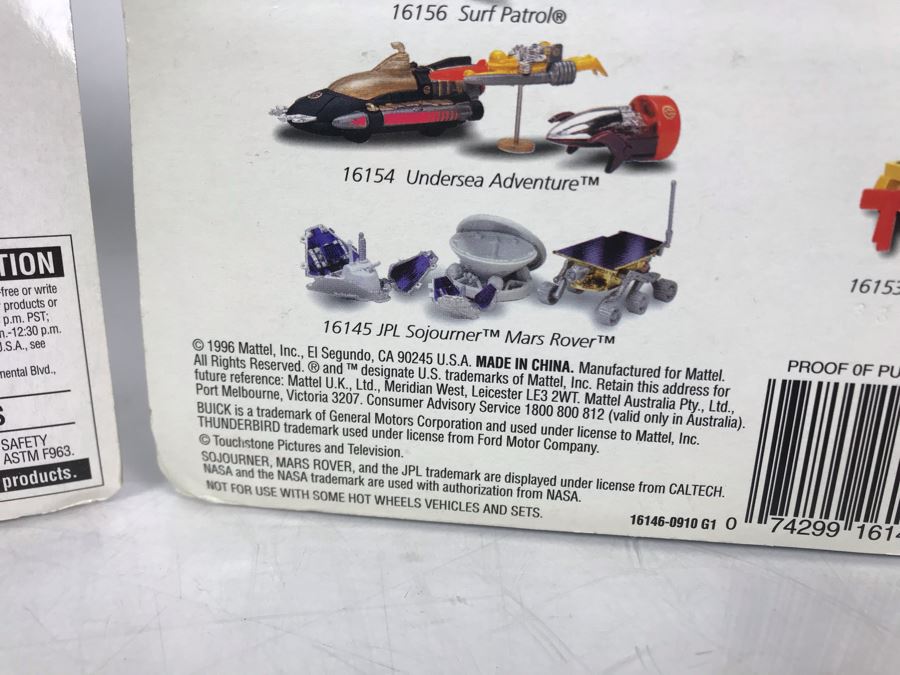 16156 Surf Patrol®
16154 Undersea Adventure™
16145 JPL Sojourner™ Mars Rover™
16153
© 1996 Mattel, Inc., El Segundo, CA 90245 U.S.A. MADE IN CHINA. Manufactured for Mattel.
All Rights Reserved. ® and ™ designate U.S. trademarks of Mattel, Inc. Retain this address for
future reference: Mattel U.K., Ltd., Meridian West, Leicester LE3 2WT. Mattel Australia Pty., Ltd.,
Port Melbourne, Victoria 3207. Consumer Advisory Service 1800 800 812 (valid only in Australia).
BUICK is a trademark of General Motors Corporation and used under license to Mattel, Inc.
THUNDERBIRD trademark used under license from Ford Motor Company.
© Touchstone Pictures and Television.
SOJOURNER, MARS ROVER, and the JPL trademark are displayed under license from CALTECH.
NASA and the NASA trademark are used with authorization from NASA.
NOT FOR USE WITH SOME HOT WHEELS VEHICLES AND SETS.
16146-0910 G1
PROOF OF PU
0 74299 1614
TION
-free or write
products or
p.m. PST;
n.-12:30 p.m.
J.S.A., see
nental Blvd.,
S
SAFETY
ASTM F963.
products.